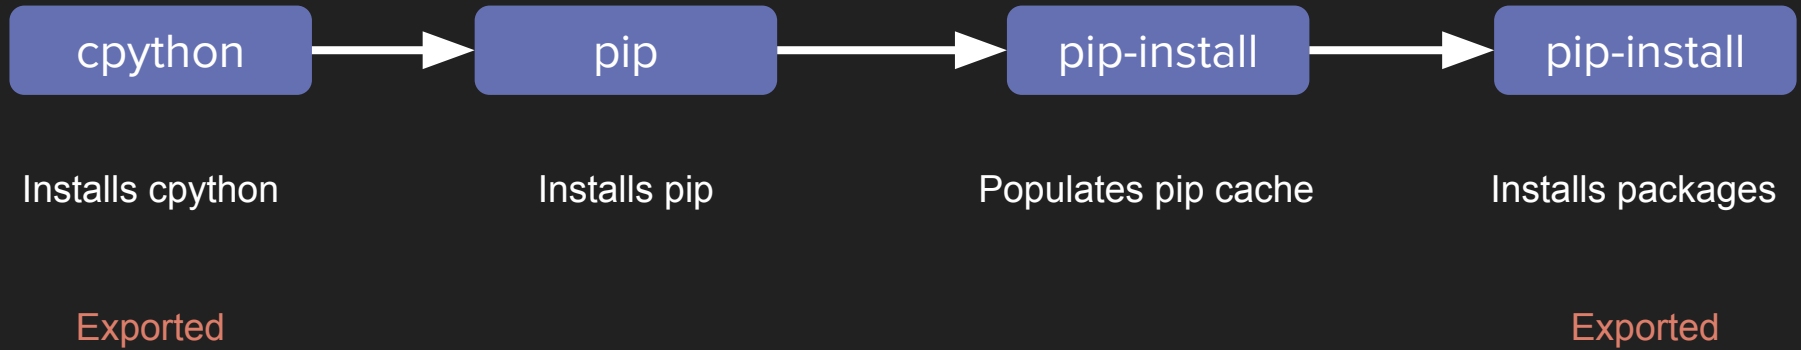 cpython
pip
pip-install
pip-install
Installs cpython
Installs pip
Populates pip cache
Installs packages
Exported
Exported